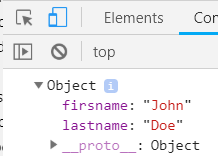 Elements Co
top
Object i
firsname: "John"
lastname: "Doe"
__proto__: Object